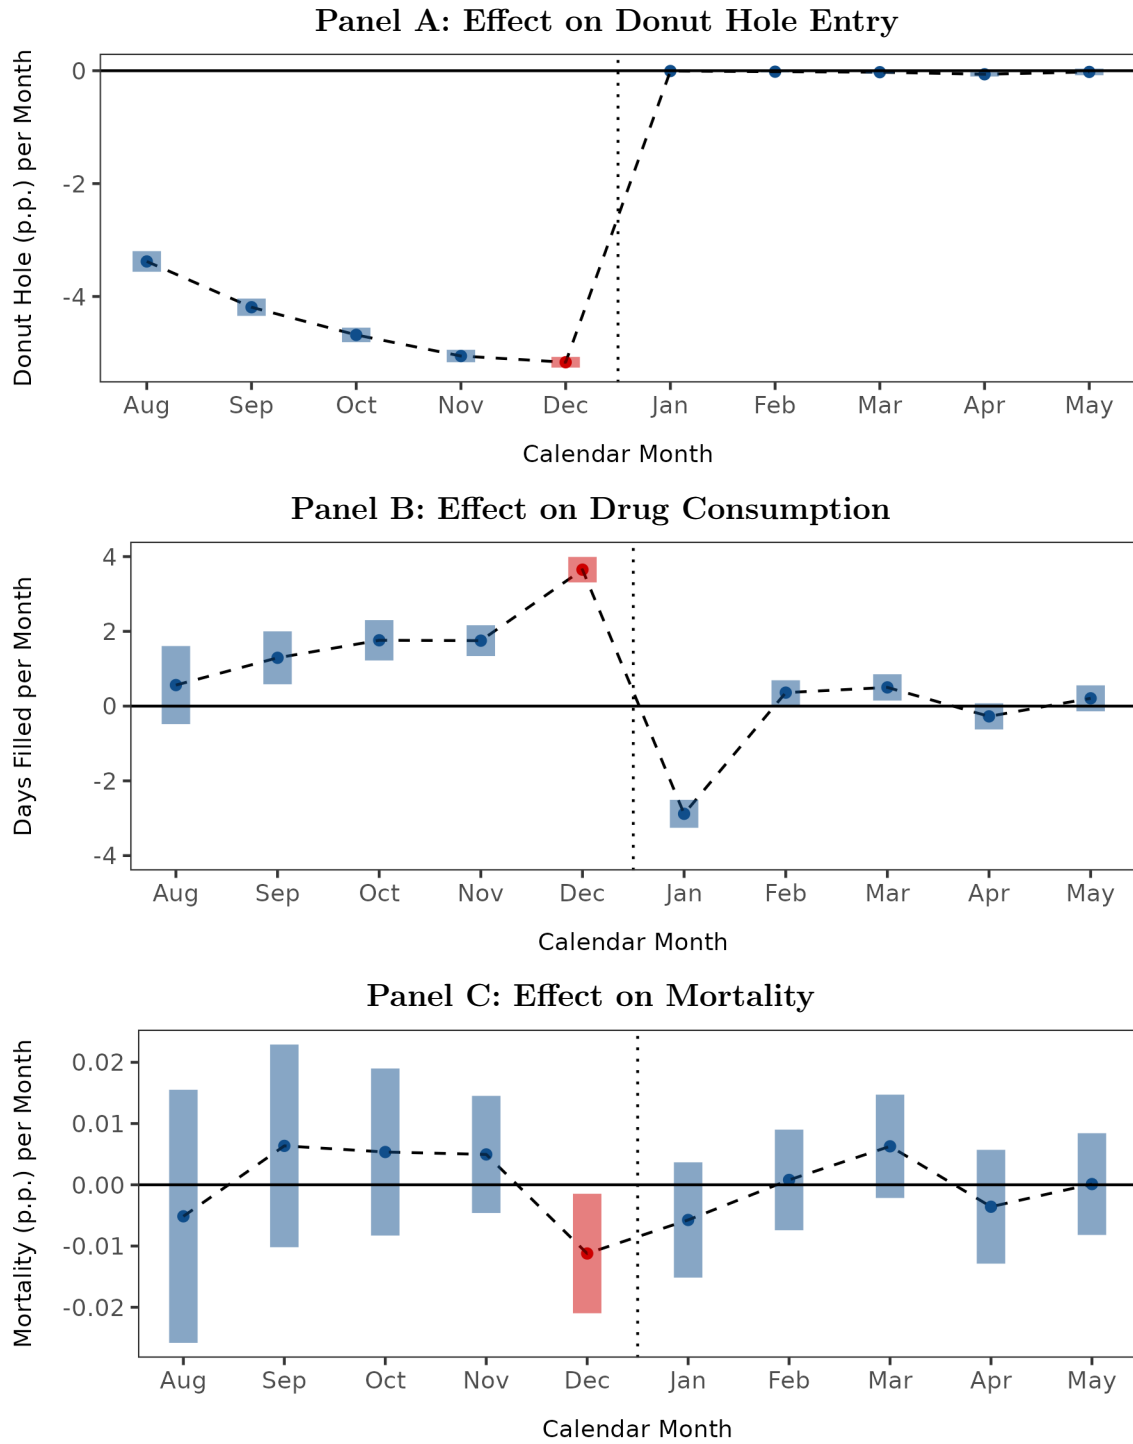 Panel A: Effect on Donut Hole Entry
Donut Hole (p.p.) per Month
0
-2
-4
Aug Sep Oct Nov Dec Jan Feb Mar Apr May
Calendar Month
Panel B: Effect on Drug Consumption
Days Filled per Month
4
2
0
-2
-4
Aug Sep Oct Nov Dec Jan Feb Mar Apr May
Calendar Month
Panel C: Effect on Mortality
Mortality (p.p.) per Month
0.02
0.01
0.00
-0.01
-0.02
Aug Sep Oct Nov Dec Jan Feb Mar Apr May
Calendar Month